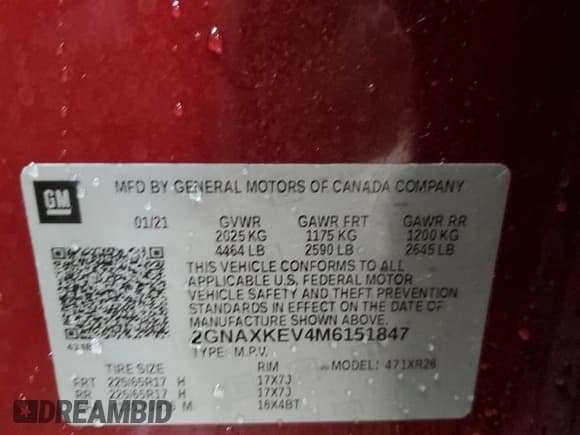 GM
MFD BY GENERAL MOTORS OF CANADA COMPANY
01/21 GVWR GAWR FRT GAWR RR
2025 KG 1175 KG 1200 KG
4464 LB 2590 LB 2645 LB
THIS VEHICLE CONFORMS TO ALL
APPLICABLE U.S. FEDERAL MOTOR
VEHICLE SAFETY AND THEFT PREVENTION
STANDARDS IN EFFECT ON THE DATE OF
MANUFACTURE SHOWN ABOVE.
2GNAXKEV4M6151847
TYPE: M.P.V. MODEL: 471XR26
TIRE SIZE RIM
FRT 225/65R17 H 17X7J
RR 225/65R17 H 17X7J
M 16X4BT
DREAMBID